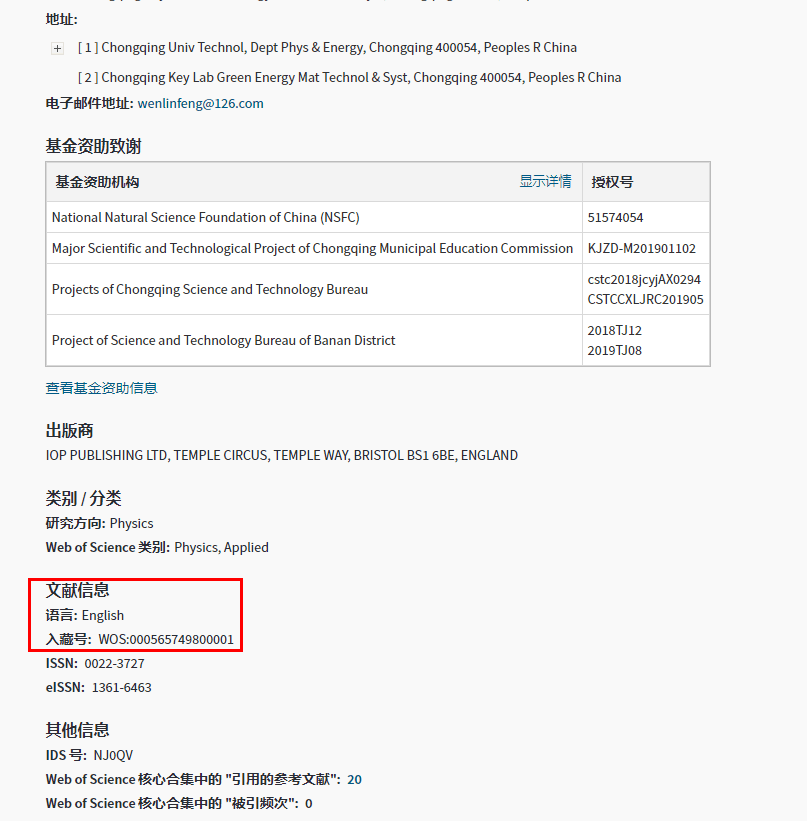 地址:
[ 1 ] Chongqing Univ Technol, Dept Phys & Energy, Chongqing 400054, Peoples R China
[ 2 ] Chongqing Key Lab Green Energy Mat Technol & Syst, Chongqing 400054, Peoples R China
电子邮件地址: wenlinfeng@126.com
基金资助致谢
基金资助机构 显示详情 授权号
National Natural Science Foundation of China (NSFC) 51574054
Major Scientific and Technological Project of Chongqing Municipal Education Commission KJZD-M201901102
Projects of Chongqing Science and Technology Bureau cstc2018jcyjAX0294
CSTCCXLJRC201905
Project of Science and Technology Bureau of Banan District 2018TJ12
2019TJ08
查看基金资助信息
出版商
IOP PUBLISHING LTD, TEMPLE CIRCUS, TEMPLE WAY, BRISTOL BS1 6BE, ENGLAND
类别 / 分类
研究方向: Physics
Web of Science 类别: Physics, Applied
文献信息
语言: English
入藏号: WOS:000565749800001
ISSN: 0022-3727
eISSN: 1361-6463
其他信息
IDS 号: NJ0QV
Web of Science 核心合集中的 "引用的参考文献": 20
Web of Science 核心合集中的 "被引频次": 0